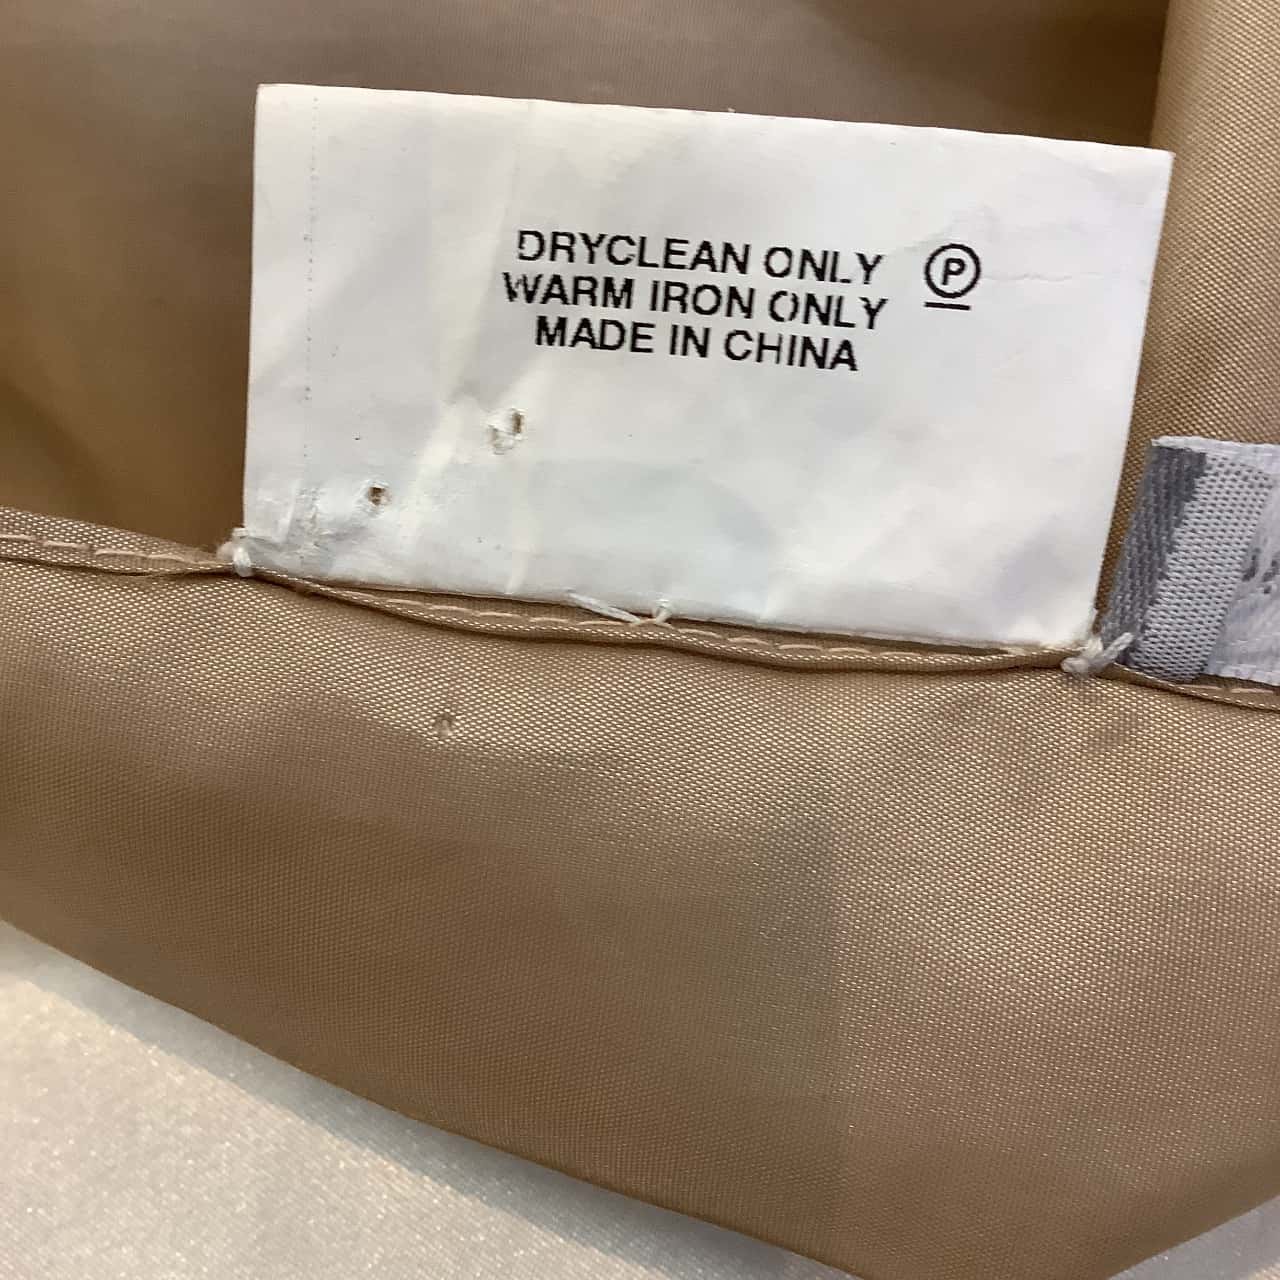 DRYCLEAN ONLY Ⓟ
WARM IRON ONLY
MADE IN CHINA